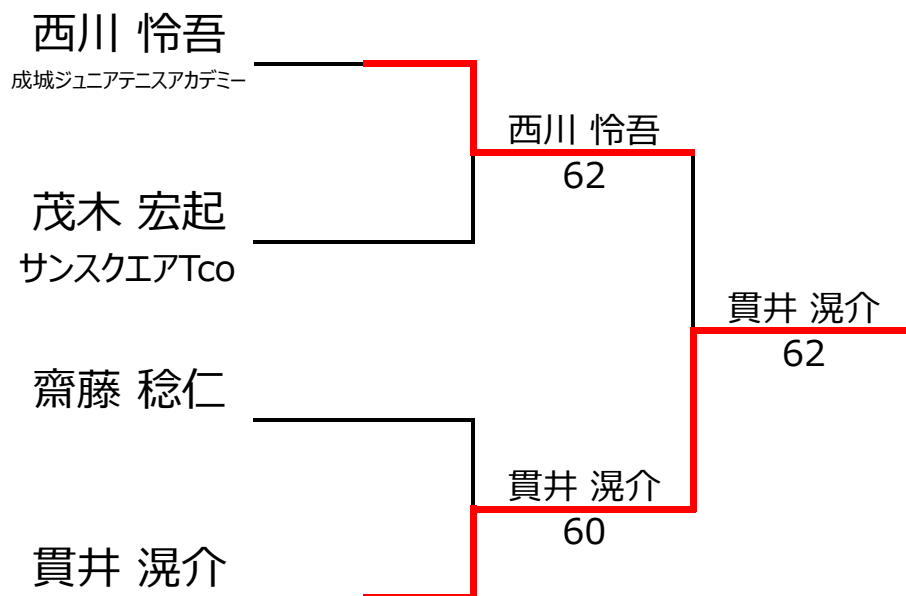 西川 怜吾
成城ジュニアテニスアカデミー
西川 怜吾
62
茂木 宏起
サンスクエアTco
貫井 滉介
62
齋藤 稔仁
貫井 滉介
60
貫井 滉介